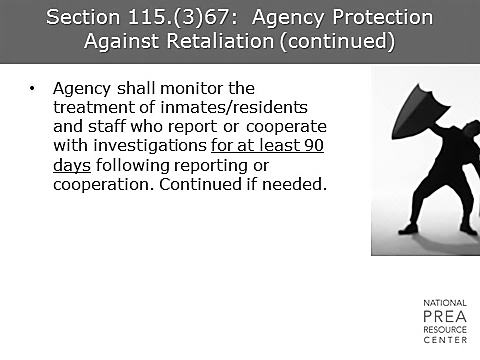 Section 115.(3)67:  Agency Protection
Against Retaliation (continued)
• Agency shall monitor the
treatment of inmates/residents
and staff who report or cooperate
with investigations for at least 90
days following reporting or
cooperation. Continued if needed.
NATIONAL
PREA
RESOURCE
CENTER